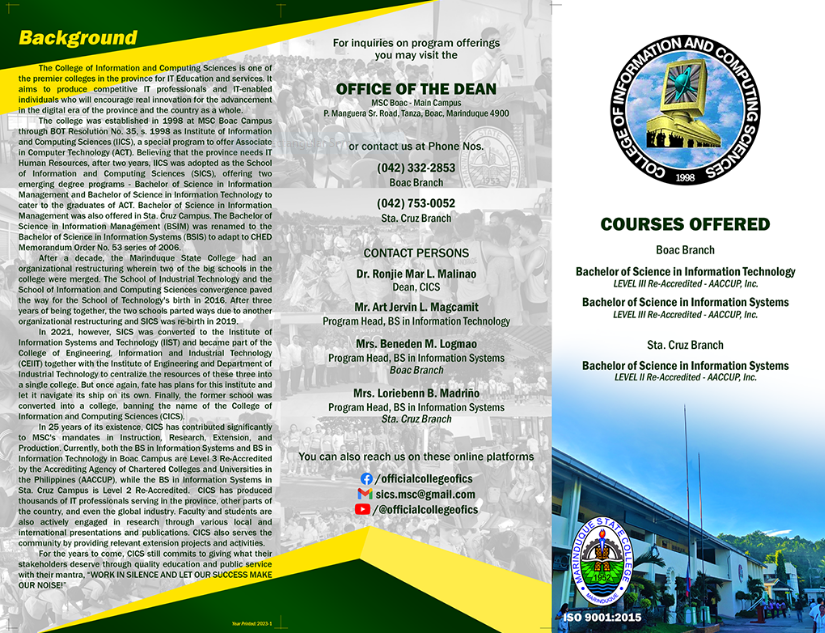 Background
The College of Information and Computing Sciences is one of
the premier colleges in the province for IT Education and services. It
aims to produce competitive IT professionals and IT-enabled
individuals who will encourage real innovation for the advancement
in the digital era of the province and the country as a whole.
The college was established in 1998 at MSC Boac Campus
through BOT Resolution No. 35, s. 1998 as Institute of Information
and Computing Sciences (IICS), a special program to offer Associate
in Computer Technology (ACT). Believing that the province needs IT
Human Resources, after two years, IICS was adopted as the School
of Information and Computing Sciences (SICS), offering two
emerging degree programs - Bachelor of Science in Information
Management and Bachelor of Science in Information Technology to
cater to the graduates of ACT. Bachelor of Science in Information
Management was also offered in Sta. Cruz Campus. The Bachelor of
Science in Information Management (BSIM) was renamed to the
Bachelor of Science in Information Systems (BSIS) to adapt to CHED
Memorandum Order No. 53 series of 2006.
After a decade, the Marinduque State College had an
organizational restructuring wherein two of the big schools in the
college were merged. The School of Industrial Technology and the
School of Information and Computing Sciences convergence paved
the way for the School of Technology's birth in 2016. After three
years of being together, the two schools parted ways due to another
organizational restructuring and SICS was re-birth in 2019.
In 2021, however, SICS was converted to the Institute of
Information Systems and Technology (IIST) and became part of the
College of Engineering, Information and Industrial Technology
(CEIIT) together with the Institute of Engineering and Department of
Industrial Technology to centralize the resources of these three into
a single college. But once again, fate has plans for this institute and
let it navigate its ship on its own. Finally, the former school was
converted into a college, banning the name of the College of
Information and Computing Sciences (CICS).
In 25 years of its existence, CICS has contributed significantly
to MSC's mandates in Instruction, Research, Extension, and
Production. Currently, both the BS in Information Systems and BS in
Information Technology in Boac Campus are Level 3 Re-Accredited
by the Accrediting Agency of Chartered Colleges and Universities in
the Philippines (AACCUP), while the BS in Information Systems in
Sta. Cruz Campus is Level 2 Re-Accredited. CICS has produced
thousands of IT professionals serving in the province, other parts of
the country, and even the global industry. Faculty and students are
also actively engaged in research through various local and
international presentations and publications. CICS also serves the
community by providing relevant extension projects and activities.
For the years to come, CICS still commits to giving what their
stakeholders deserve through quality education and public service
with their mantra, "WORK IN SILENCE AND LET OUR SUCCESS MAKE
OUR NOISE!"
Year Printed: 2023-1
For inquiries on program offerings
you may visit the
OFFICE OF THE DEAN
MSC Boac - Main Campus
P. Manguera Sr. Road, Tanza, Boac, Marinduque 4900
or contact us at Phone Nos.
(042) 332-2853
Boac Branch
(042) 753-0052
Sta. Cruz Branch
CONTACT PERSONS
Dr. Ronjie Mar L. Malinao
Dean, CICS
Mr. Art Jervin L. Magcamit
Program Head, BS in Information Technology
Mrs. Beneden M. Logmao
Program Head, BS in Information Systems
Boac Branch
Mrs. Loriebenn B. Madriño
Program Head, BS in Information Systems
Sta. Cruz Branch
You can also reach us on these online platforms
/officialcollegeofics
sics.msc@gmail.com
/@officialcollegeofics
COLLEGE OF INFORMATION AND COMPUTING SCIENCES
1998
COURSES OFFERED
Boac Branch
Bachelor of Science in Information Technology
LEVEL III Re-Accredited - AACCUP, Inc.
Bachelor of Science in Information Systems
LEVEL III Re-Accredited - AACCUP, Inc.
Sta. Cruz Branch
Bachelor of Science in Information Systems
LEVEL II Re-Accredited - AACCUP, Inc.
MARINDUQUE STATE COLLEGE
1952
MARINDUQUE
ISO 9001:2015